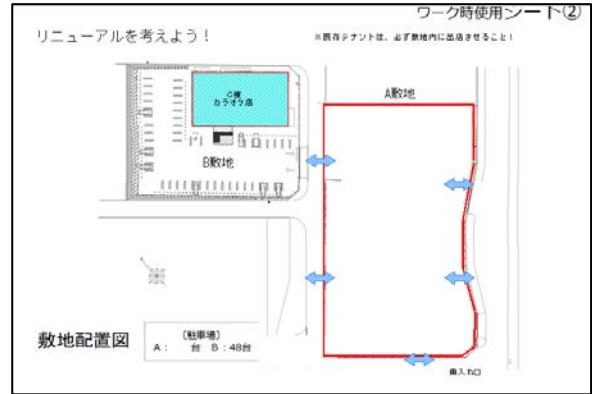 ワーク時使用シート②
リニューアルを考えよう！
※既存テナントは、必ず敷地内に出店させること！
A敷地
C棟
カラオケ店
B敷地
敷地配置図
（駐車場）
A：　台　B：48台
車入れ口